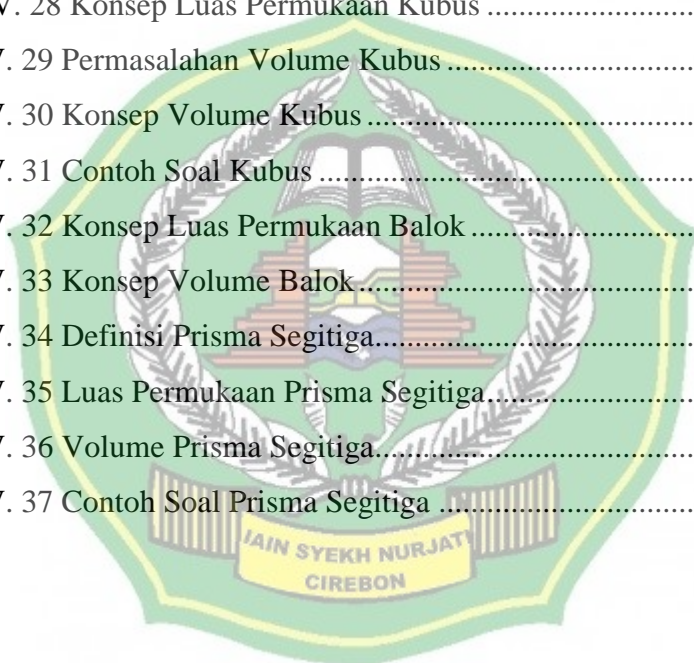 V. 28 Konsep Luas Permukaan Kubus ..........................
V. 29 Permasalahan Volume Kubus ...............................
V. 30 Konsep Volume Kubus .........................................
V. 31 Contoh Soal Kubus ...............................................
V. 32 Konsep Luas Permukaan Balok ............................
V. 33 Konsep Volume Balok ..........................................
V. 34 Definisi Prisma Segitiga........................................
V. 35 Luas Permukaan Prisma Segitiga..........................
V. 36 Volume Prisma Segitiga........................................
V. 37 Contoh Soal Prisma Segitiga ................................
IAIN SYEKH NURJATI
CIREBON